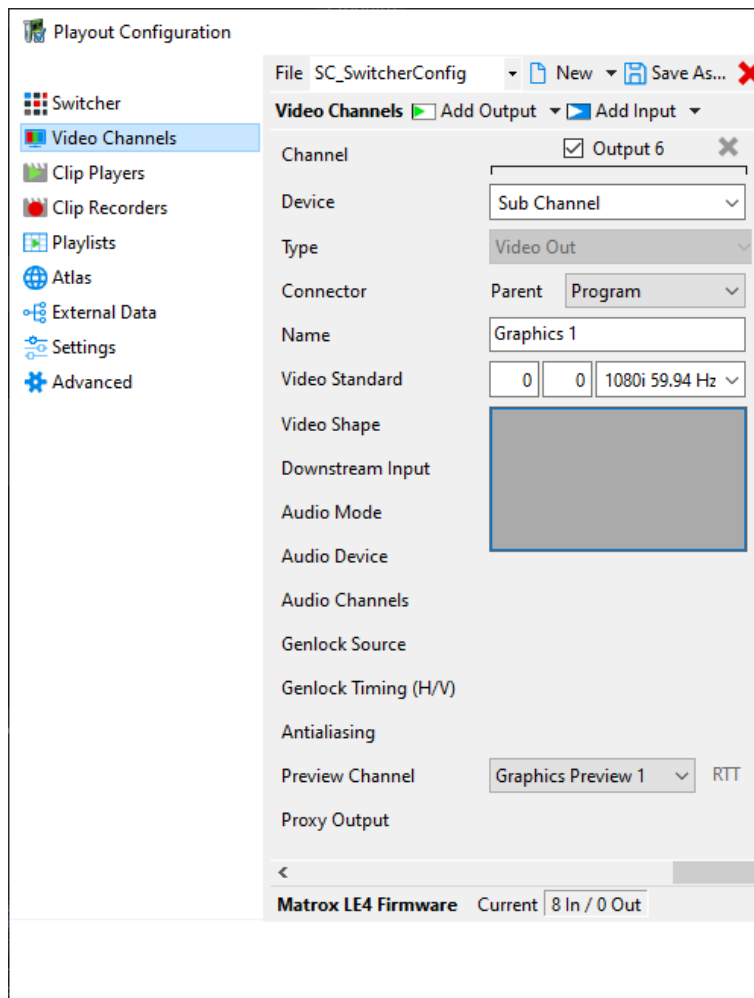 Playout Configuration
File SC_SwitcherConfig New Save As...
Switcher
Video Channels Add Output Add Input
Video Channels
Clip Players
Clip Recorders
Playlists
Atlas
External Data
Settings
Advanced
Channel Output 6
Device Sub Channel
Type Video Out
Connector Parent Program
Name Graphics 1
Video Standard 0 0 1080i 59.94 Hz
Video Shape
Downstream Input
Audio Mode
Audio Device
Audio Channels
Genlock Source
Genlock Timing (H/V)
Antialiasing
Preview Channel Graphics Preview 1 RTT
Proxy Output
Matrox LE4 Firmware Current 8 In / 0 Out